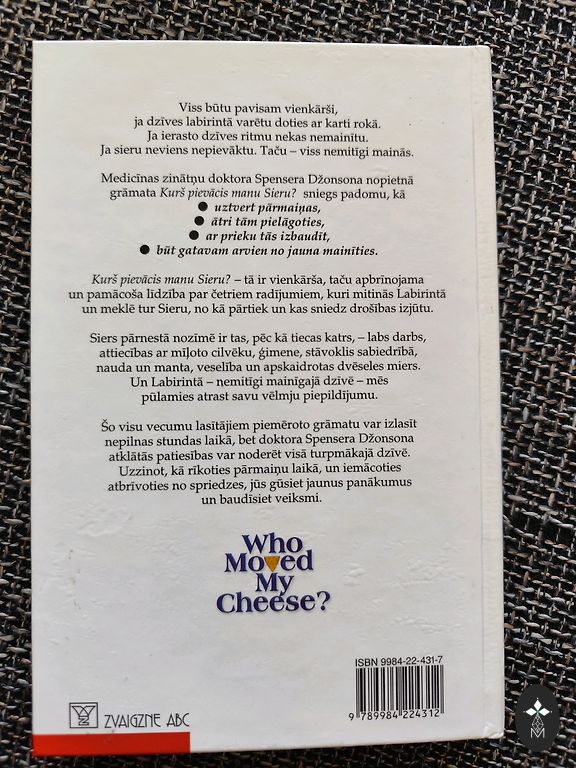 Viss būtu pavisam vienkārši,
ja dzīves labirintā varētu doties ar karti rokā.
Ja ierasto dzīves ritmu nekas nemainītu.
Ja sieru neviens nepievāktu. Taču – viss nemitīgi mainās.
Medicīnas zinātņu doktora Spensera Džonsona nopietnā
grāmata Kurš pievācis manu Sieru? sniegs padomu, kā
● uztvert pārmaiņas,
● ātri tām pielāgoties,
● ar prieku tās izbaudīt,
● būt gatavam arvien no jauna mainīties.
Kurš pievācis manu Sieru? – tā ir vienkārša, taču apbrīnojama
un pamācoša līdzība par četriem radījumiem, kuri mitinās Labirintā
un meklē tur Sieru, no kā pārtiek un kas sniedz drošības izjūtu.
Siers pārnestā nozīmē ir tas, pēc kā tiecas katrs, – labs darbs,
attiecības ar mīļoto cilvēku, ģimene, stāvoklis sabiedrībā,
nauda un manta, veselība un apskaidrotas dvēseles miers.
Un Labirintā – ņemitīgi mainīgajā dzīvē – mēs
pūlamies atrast savu vēlmju piepildījumu.
Šo visu vecumu lasītājiem piemēroto grāmatu var izlasīt
nepilnas stundas laikā, bet doktora Spensera Džonsona
atklātās patiesības var noderēt visā turpmākajā dzīvē.
Uzzinot, kā rīkoties pārmaiņu laikā, un iemācoties
atbrīvoties no spriedzes, jūs gūsiet jaunus panākumus
un baudīsiet veiksmi.
Who
Moved
My
Cheese?
ISBN 9984-22-431-7
9 789984 224312
ZVAIGZNE ABC
M